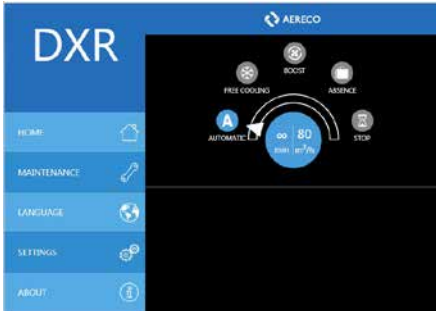 DXR
HOME
MAINTENANCE
LANGUAGE
SETTINGS
ABOUT
AERECO
BOOST
FREE COOLING
ABSENCE
A
AUTOMATIC
STOP
∞ 80
min m³/h